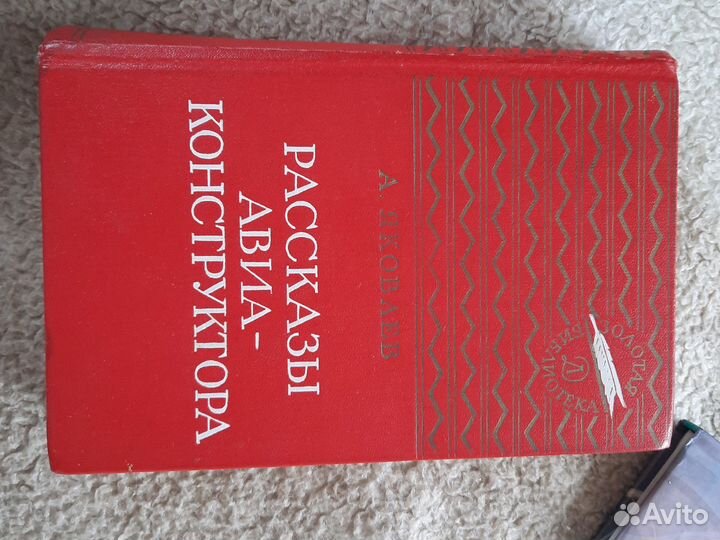 А. ЯКОВЛЕВ
РАССКАЗЫ
АВИА-
КОНСТРУКТОРА
ЗОЛОТАЯ БИБЛИОТЕКА
Avito